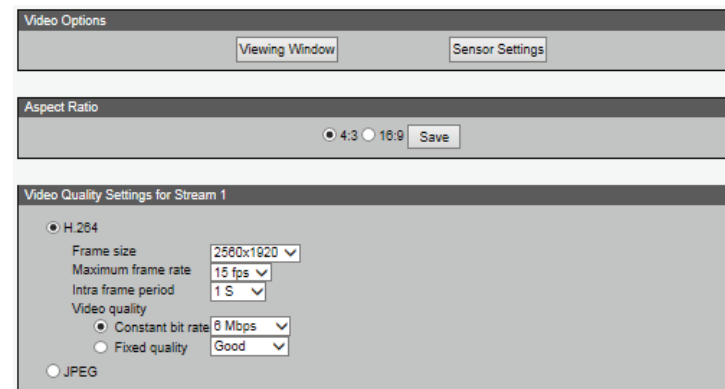 Video Options
Viewing Window Sensor Settings
Aspect Ratio
4:3 16:9 Save
Video Quality Settings for Stream 1
H.264
Frame size 2560x1920
Maximum frame rate 15 fps
Intra frame period 1 S
Video quality
Constant bit rate 6 Mbps
Fixed quality Good
JPEG